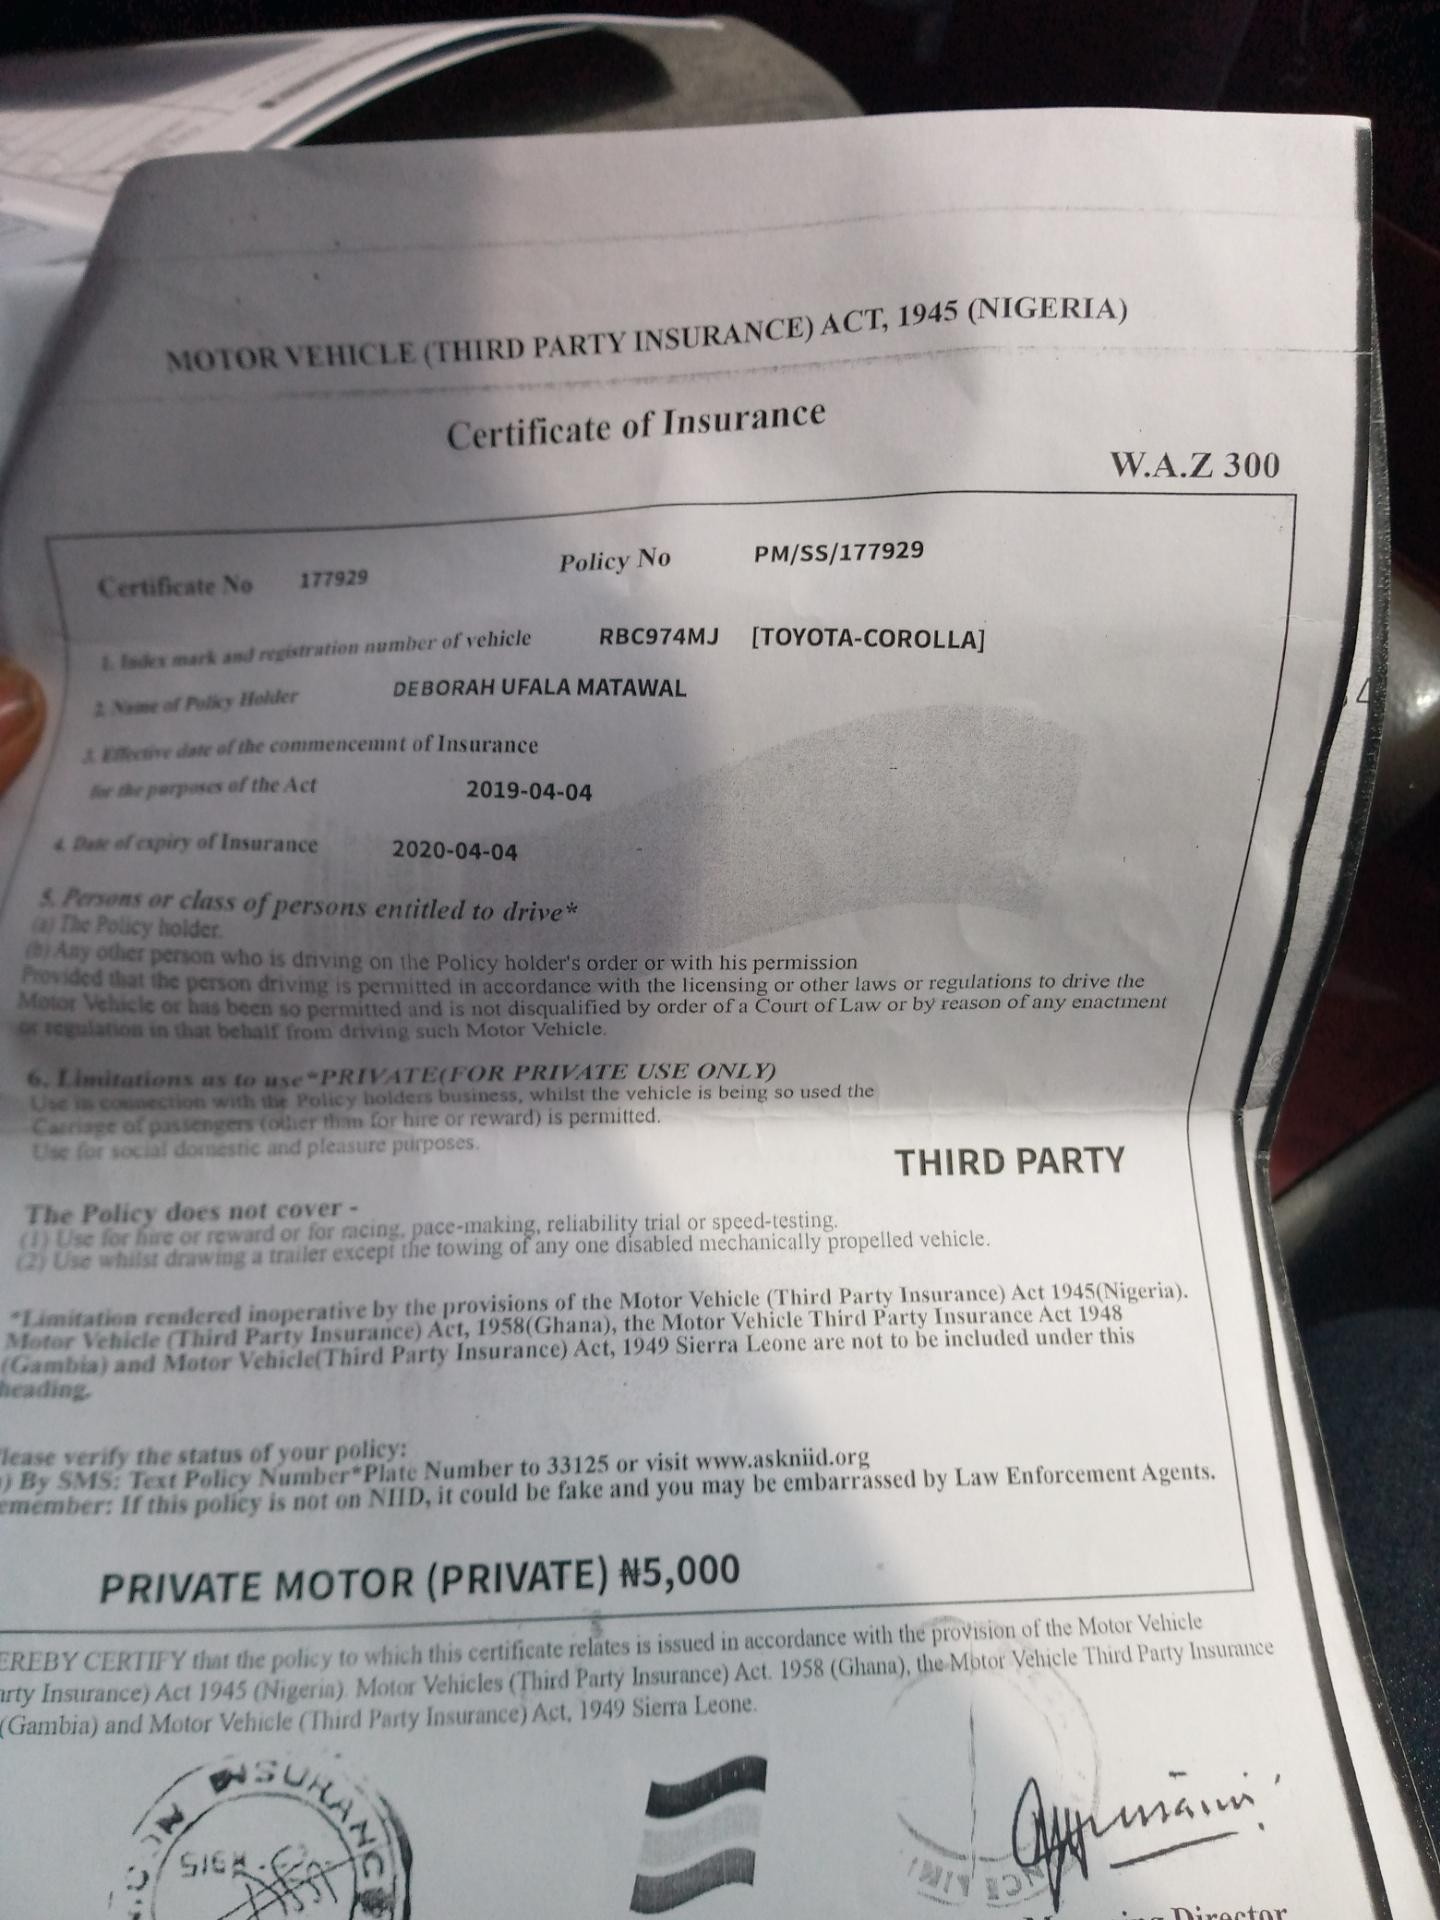 MOTOR VEHICLE (THIRD PARTY INSURANCE) ACT, 1945 (NIGERIA)
Certificate of Insurance
W.A.Z 300
Certificate No 177929 Policy No PM/SS/177929
1. Index mark and registration number of vehicle RBC974MJ [TOYOTA-COROLLA]
2. Name of Policy Holder DEBORAH UFALA MATAWAL
3. Effective date of the commencemnt of Insurance
for the purposes of the Act 2019-04-04
4. Date of expiry of Insurance 2020-04-04
5. Persons or class of persons entitled to drive*
(a) The Policy holder.
(b) Any other person who is driving on the Policy holder's order or with his permission
Provided that the person driving is permitted in accordance with the licensing or other laws or regulations to drive the
Motor Vehicle or has been so permitted and is not disqualified by order of a Court of Law or by reason of any enactment
or regulation in that behalf from driving such Motor Vehicle.
6. Limitations as to use*PRIVATE(FOR PRIVATE USE ONLY)
Use in connection with the Policy holders business, whilst the vehicle is being so used the
Carriage of passengers (other than for hire or reward) is permitted.
Use for social domestic and pleasure purposes.
THIRD PARTY
The Policy does not cover -
(1) Use for hire or reward or for racing, pace-making, reliability trial or speed-testing.
(2) Use whilst drawing a trailer except the towing of any one disabled mechanically propelled vehicle.
*Limitation rendered inoperative by the provisions of the Motor Vehicle (Third Party Insurance) Act 1945(Nigeria).
Motor Vehicle (Third Party Insurance) Act, 1958(Ghana), the Motor Vehicle Third Party Insurance Act 1948
(Gambia) and Motor Vehicle(Third Party Insurance) Act, 1949 Sierra Leone are not to be included under this
heading.
lease verify the status of your policy:
) By SMS: Text Policy Number*Plate Number to 33125 or visit www.askniid.org
emember: If this policy is not on NIID, it could be fake and you may be embarrassed by Law Enforcement Agents.
PRIVATE MOTOR (PRIVATE) ₦5,000
EREBY CERTIFY that the policy to which this certificate relates is issued in accordance with the provision of the Motor Vehicle
arty Insurance) Act 1945 (Nigeria). Motor Vehicles (Third Party Insurance) Act. 1958 (Ghana), the Motor Vehicle Third Party Insurance
(Gambia) and Motor Vehicle (Third Party Insurance) Act, 1949 Sierra Leone.
INSURANCE
Director